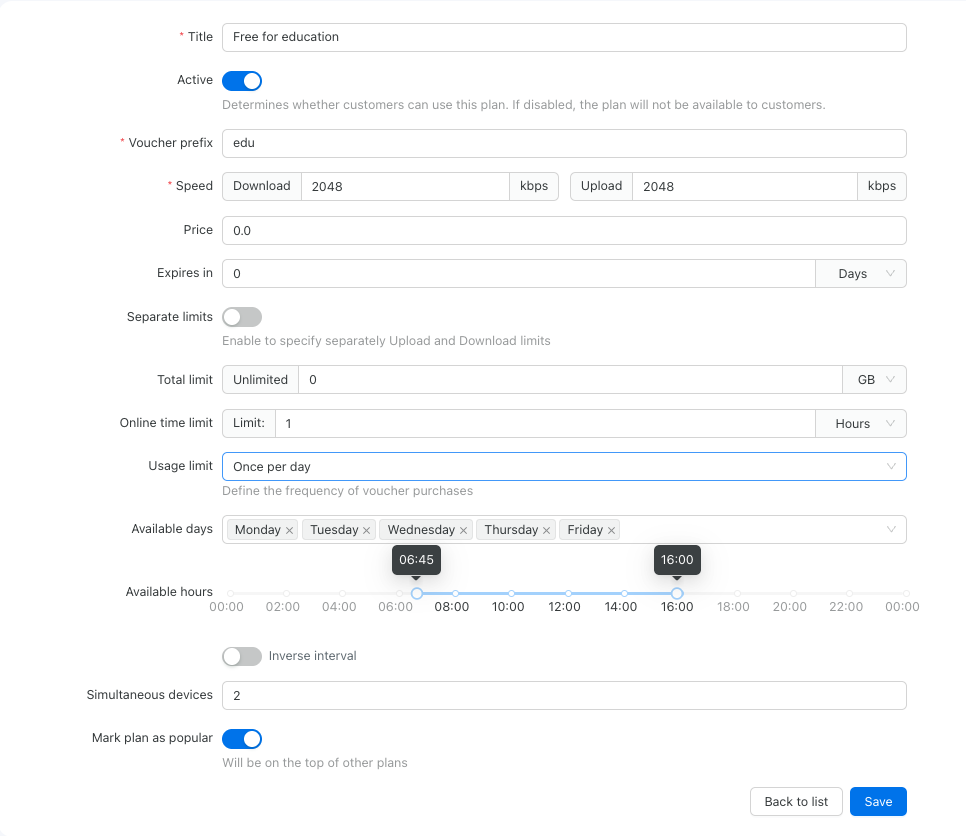 * Title Free for education
Active
Determines whether customers can use this plan. If disabled, the plan will not be available to customers.
* Voucher prefix edu
* Speed Download 2048 kbps Upload 2048 kbps
Price 0.0
Expires in 0 Days
Separate limits
Enable to specify separately Upload and Download limits
Total limit Unlimited 0 GB
Online time limit Limit: 1 Hours
Usage limit Once per day
Define the frequency of voucher purchases
Available days Monday × Tuesday × Wednesday × Thursday × Friday ×
06:45 16:00
Available hours
00:00 02:00 04:00 06:00 08:00 10:00 12:00 14:00 16:00 18:00 20:00 22:00 00:00
Inverse interval
Simultaneous devices 2
Mark plan as popular
Will be on the top of other plans
Back to list Save